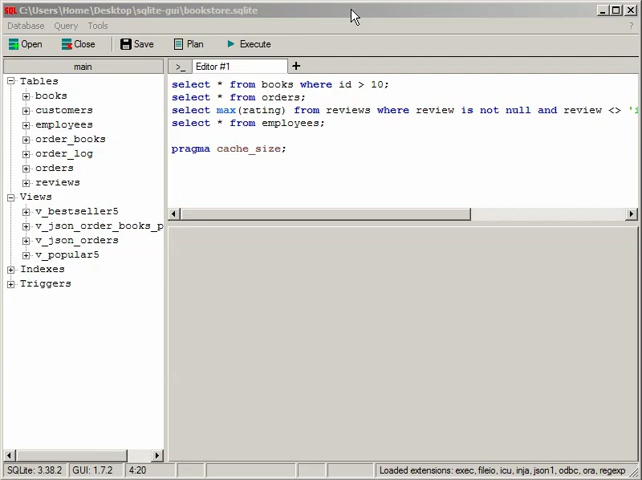 SQL C:\Users\Home\Desktop\sqlite-gui\bookstore.sqlite
Database Query Tools ?
Open Close Save Plan Execute
main
>_ Editor #1 +
Tables
books
customers
employees
order_books
order_log
orders
reviews
Views
v_bestseller5
v_json_order_books_p
v_json_orders
v_popular5
Indexes
Triggers
select * from books where id > 10;
select * from orders;
select max(rating) from reviews where review is not null and review <> 'i
select * from employees;
pragma cache_size;
SQLite: 3.38.2 GUI: 1.7.2 4:20 Loaded extensions: exec, fileio, icu, inja, json1, odbc, ora, regexp